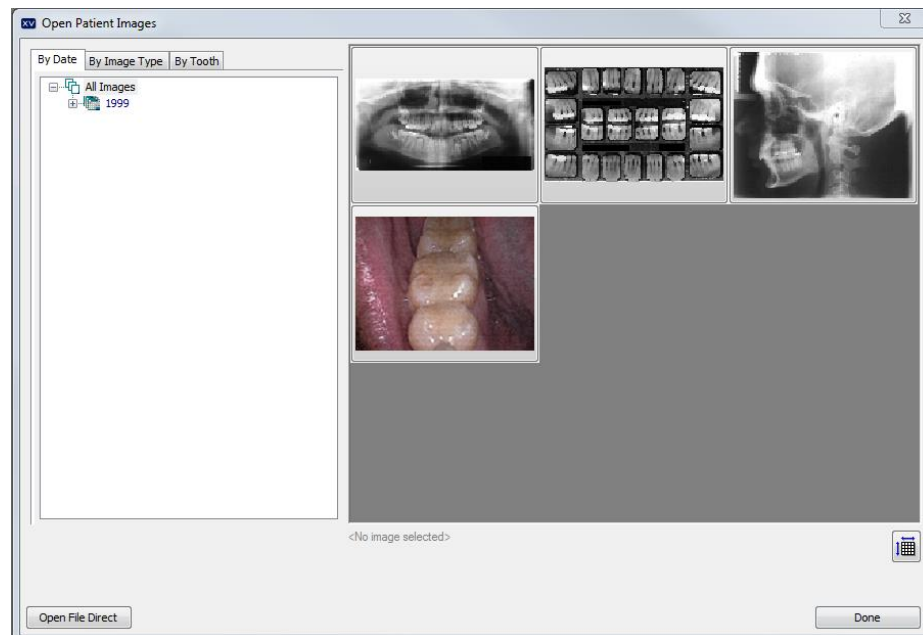 XV Open Patient Images
By Date By Image Type By Tooth
All Images
1999
<No image selected>
Open File Direct
Done